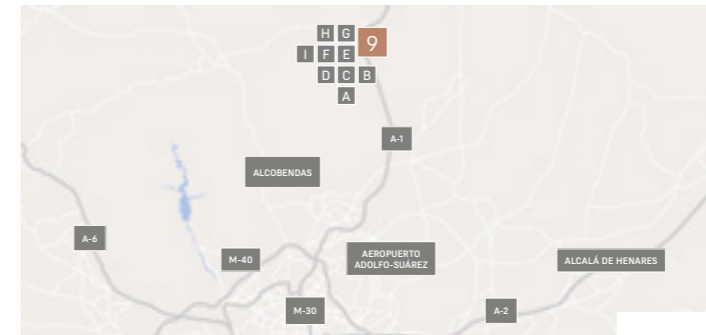 H G 9
I F E
D C B
A
A-1
ALCOBENDAS
A-6
M-40
AEROPUERTO
ADOLFO-SUÁREZ
ALCALÁ DE HENARES
M-30
A-2